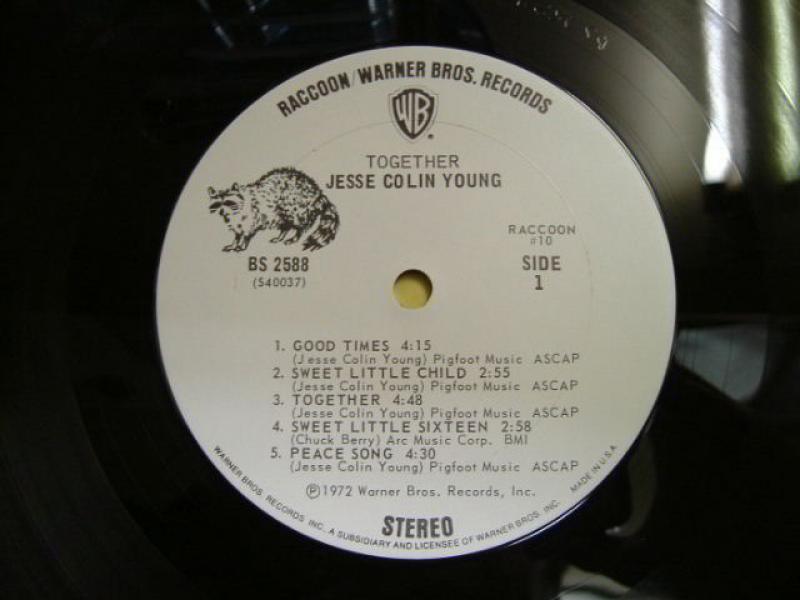 RACCOON/WARNER BROS. RECORDS
WB
TOGETHER
JESSE COLIN YOUNG
RACCOON
#10
BS 2588
(S40037)
SIDE
1
1. GOOD TIMES 4:15
(Jesse Colin Young) Pigfoot Music ASCAP
2. SWEET LITTLE CHILD 2:55
(Jesse Colin Young) Pigfoot Music ASCAP
3. TOGETHER 4:48
(Jesse Colin Young) Pigfoot Music ASCAP
4. SWEET LITTLE SIXTEEN 2:58
(Chuck Berry) Arc Music Corp. BMI
5. PEACE SONG 4:30
(Jesse Colin Young) Pigfoot Music ASCAP
℗1972 Warner Bros. Records, Inc.
STEREO
WARNER BROS. RECORDS INC., A SUBSIDIARY AND LICENSEE OF WARNER BROS. INC. MADE IN U.S.A.